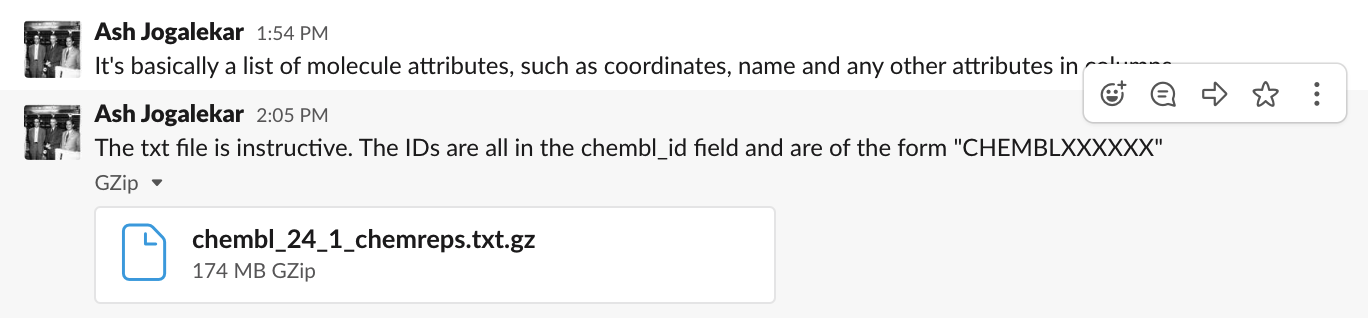 Ash Jogalekar 1:54 PM
It's basically a list of molecule attributes, such as coordinates, name and any other attributes in columns
Ash Jogalekar 2:05 PM
The txt file is instructive. The IDs are all in the chembl_id field and are of the form "CHEMBLXXXXXX"
GZip
chembl_24_1_chemreps.txt.gz
174 MB GZip